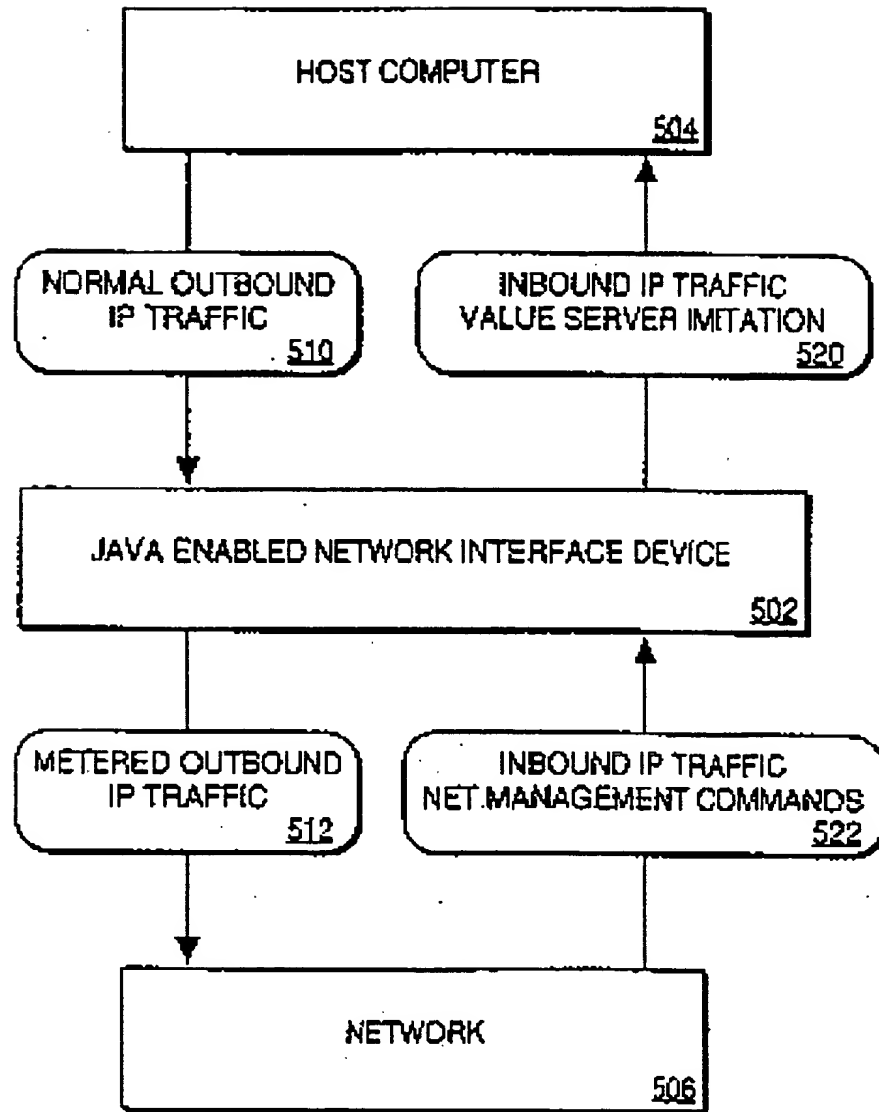 HOST COMPUTER
504
NORMAL OUTBOUND
IP TRAFFIC
510
INBOUND IP TRAFFIC
VALUE SERVER IMITATION
520
JAVA ENABLED NETWORK INTERFACE DEVICE
502
METERED OUTBOUND
IP TRAFFIC
512
INBOUND IP TRAFFIC
NET.MANAGEMENT COMMANDS
522
NETWORK
506